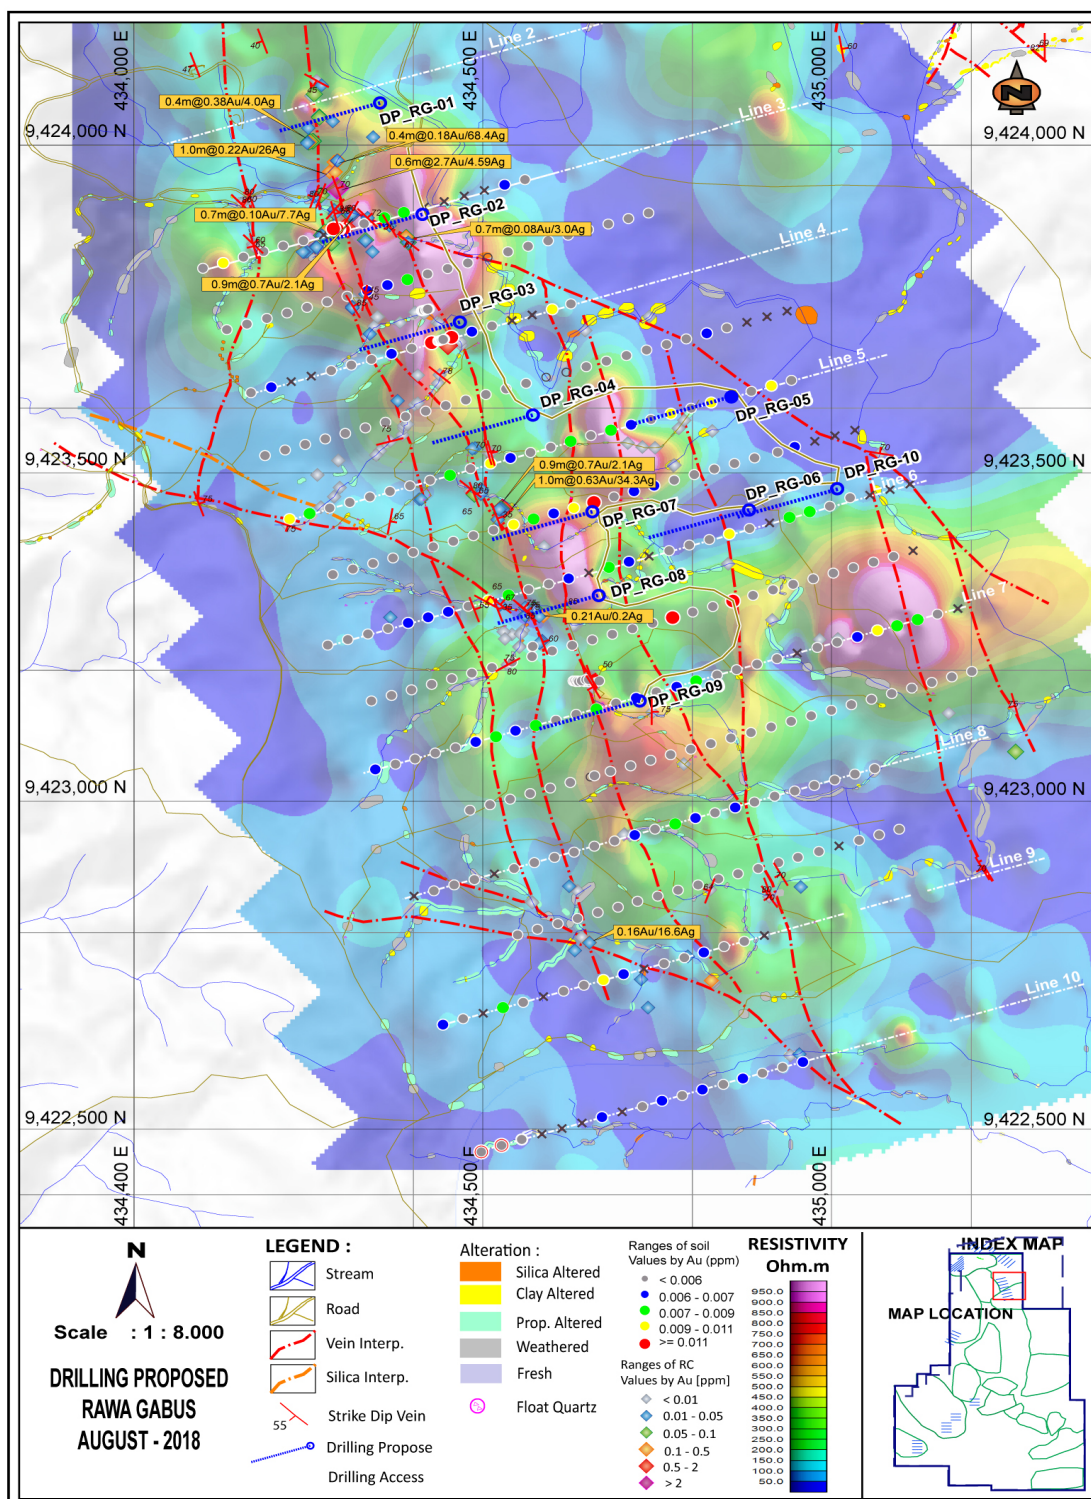 434,000 E
434,500 E
435,000 E
Line 2
DP_RG-01
0.4m@0.38Au/4.0Ag
N
9,424,000 N
9,424,000 N
Line 3
0.4m@0.18Au/68.4Ag
1.0m@0.22Au/26Ag
0.6m@2.7Au/4.59Ag
0.7m@0.10Au/7.7Ag
DP_RG-02
0.7m@0.08Au/3.0Ag
Line 4
0.9m@0.7Au/2.1Ag
DP_RG-03
Line 5
DP_RG-04
DP_RG-05
9,423,500 N
9,423,500 N
0.9m@0.7Au/2.1Ag
1.0m@0.63Au/34.3Ag
DP_RG-06
DP_RG-10
Line 6
DP_RG-07
DP_RG-08
Line 7
0.21Au/0.2Ag
DP_RG-09
Line 8
9,423,000 N
9,423,000 N
Line 9
0.16Au/16.6Ag
Line 10
9,422,500 N
9,422,500 N
434,400 E
434,500 E
435,000 E
N
Scale : 1 : 8.000
DRILLING PROPOSED
RAWA GABUS
AUGUST - 2018
LEGEND :
Stream
Road
Vein Interp.
Silica Interp.
55
Strike Dip Vein
Drilling Propose
Drilling Access
Alteration :
Silica Altered
Clay Altered
Prop. Altered
Weathered
Fresh
Float Quartz
Ranges of soil
Values by Au (ppm)
< 0.006
0.006 - 0.007
0.007 - 0.009
0.009 - 0.011
>= 0.011
Ranges of RC
Values by Au [ppm]
< 0.01
0.01 - 0.05
0.05 - 0.1
0.1 - 0.5
0.5 - 2
> 2
RESISTIVITY
Ohm.m
950.0
900.0
850.0
800.0
750.0
700.0
650.0
600.0
550.0
500.0
450.0
400.0
350.0
300.0
250.0
200.0
150.0
100.0
50.0
INDEX MAP
MAP LOCATION